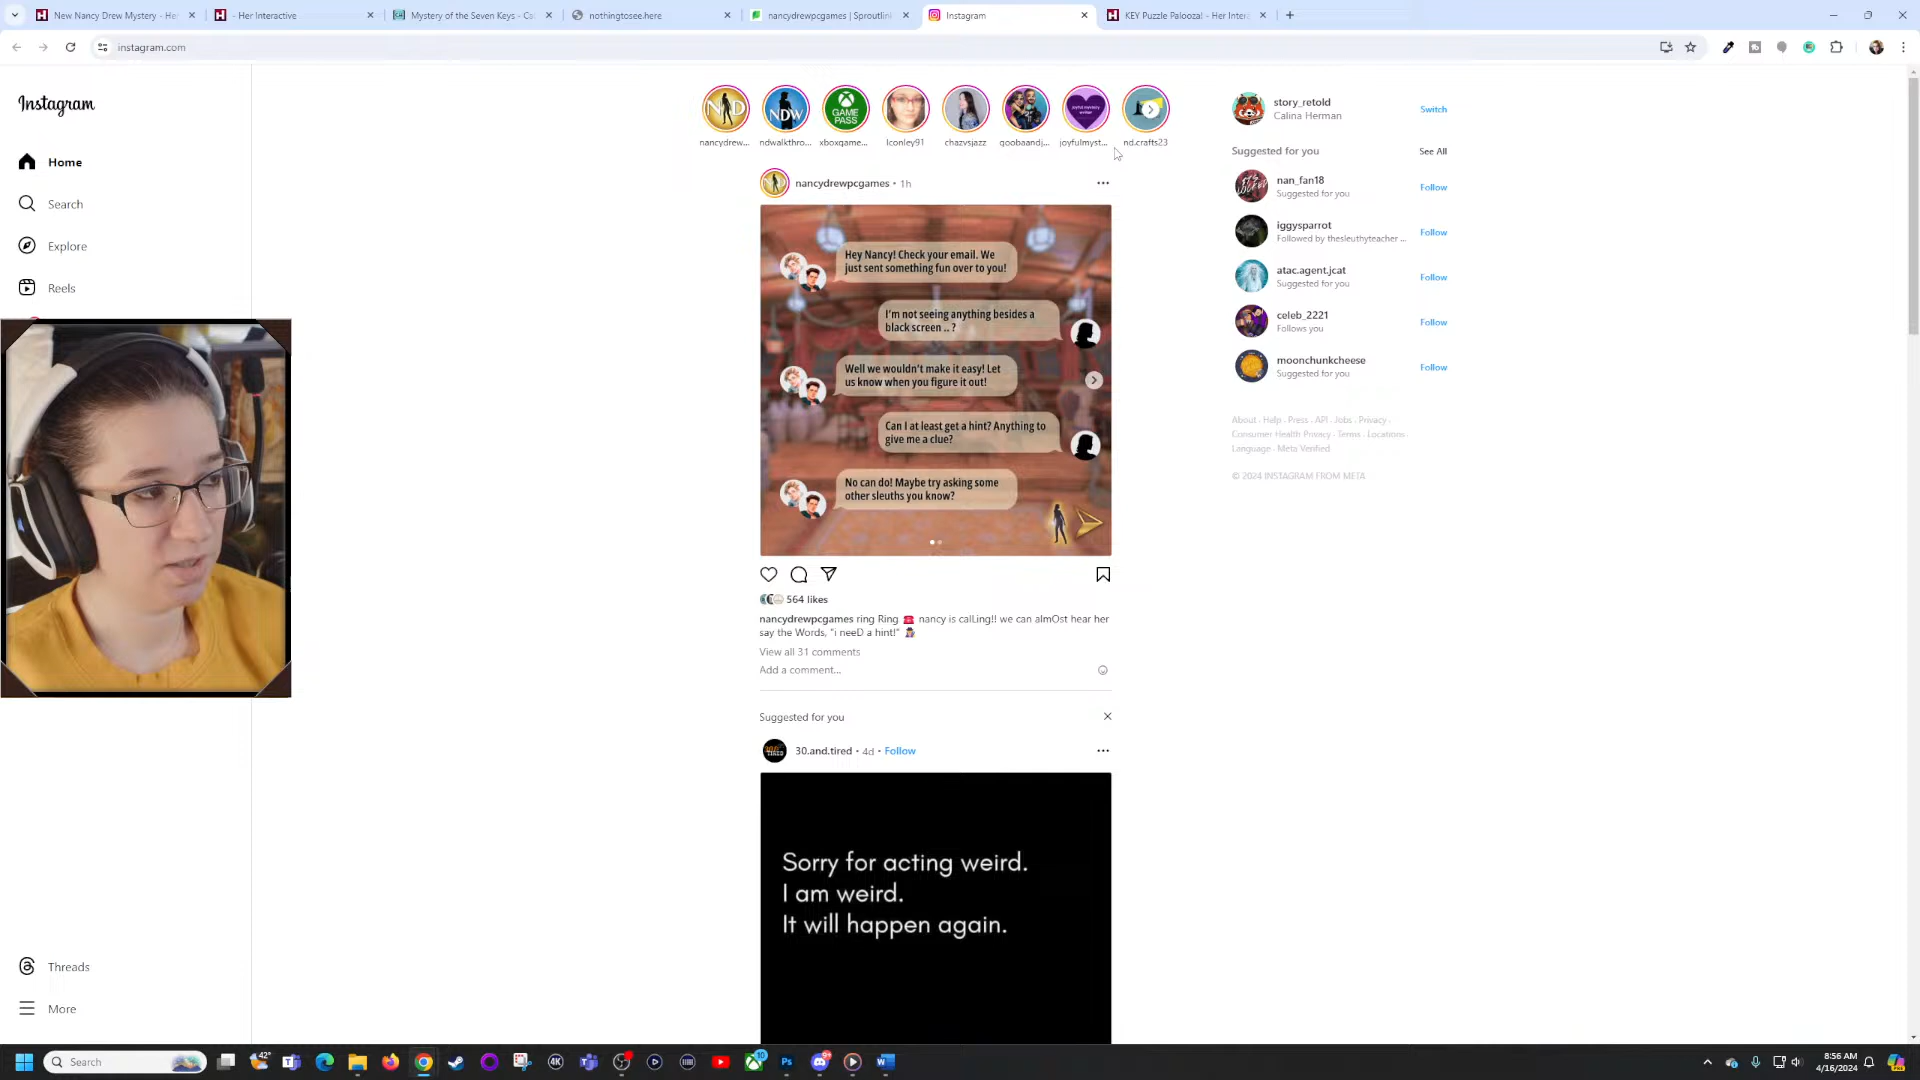 New Nancy Drew Mystery - He
Her Interactive
Mystery of the Seven Keys - Ca
nothingtosee.here
nancydrewpcgames | Sproutlin
Instagram
KEY Puzzle Palooza! - Her Inter
instagram.com
Instagram
Home
Search
Explore
Reels
Threads
More
nancydrew...
ndwalkthro...
xboxgame...
lconley91
chazvsjazz
qoobaandj...
joyfulmyst...
nd.crafts23
ND
NDW
GAME PASS
nancydrewpcgames • 1h
Hey Nancy! Check your email. We
just sent something fun over to you!
I'm not seeing anything besides a
black screen .. ?
Well we wouldn't make it easy! Let
us know when you figure it out!
Can I at least get a hint? Anything to
give me a clue?
No can do! Maybe try asking some
other sleuths you know?
564 likes
nancydrewpcgames ring Ring ☎️ nancy is calLing!! we can almOst hear her
say the Words, "i neeD a hint!" 🕵️‍♀️
View all 31 comments
Add a comment...
Suggested for you
30.and.tired • 4d • Follow
Sorry for acting weird.
I am weird.
It will happen again.
story_retold
Calina Herman
Switch
Suggested for you
See All
nan_fan18
Suggested for you
Follow
iggysparrot
Followed by thesleuthyteacher ...
Follow
atac.agent.jcat
Suggested for you
Follow
celeb_2221
Follows you
Follow
moonchunkcheese
Suggested for you
Follow
About · Help · Press · API · Jobs · Privacy ·
Consumer Health Privacy · Terms · Locations ·
Language · Meta Verified
© 2024 INSTAGRAM FROM META
Search
42°
4K
10
8:56 AM
4/16/2024